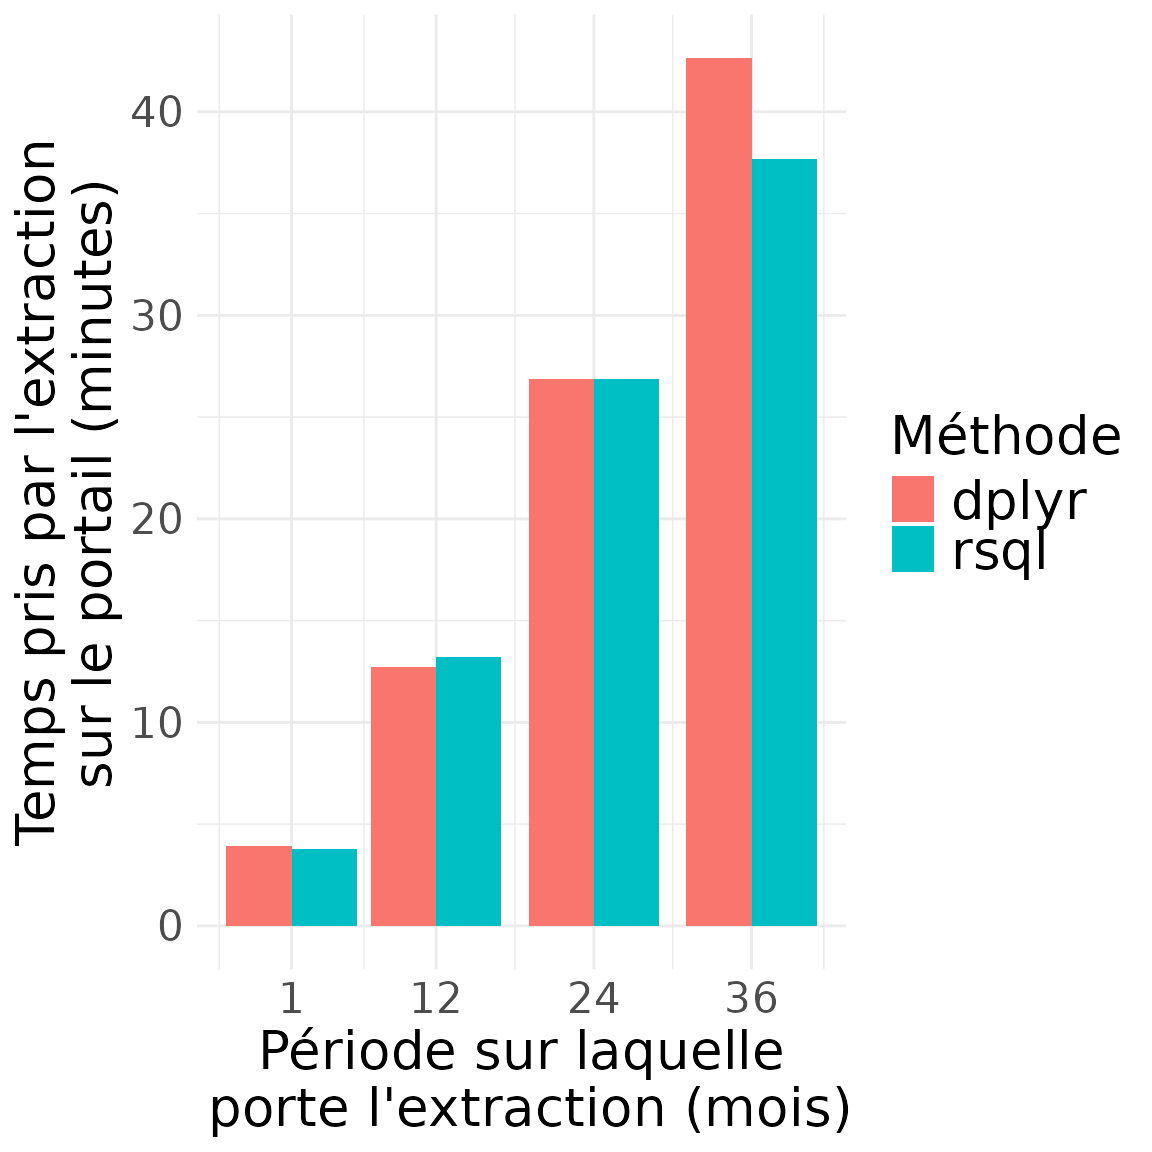 Temps pris par l'extraction
sur le portail (minutes)
40
30
20
10
0
1 12 24 36
Période sur laquelle
porte l'extraction (mois)
Méthode
dplyr
rsql